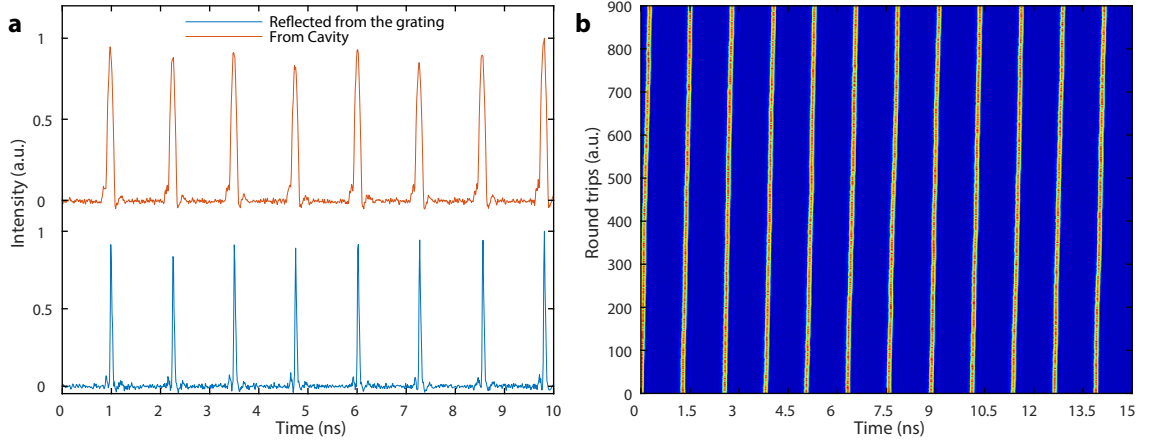 a
Reflected from the grating
From Cavity
Intensity (a.u.)
1
0.5
0
1
0.5
0
0 1 2 3 4 5 6 7 8 9 10
Time (ns)
b
Round trips (a.u.)
900
800
700
600
500
400
300
200
100
0
0 1.5 3 4.5 6 7.5 9 10.5 12 13.5 15
Time (ns)